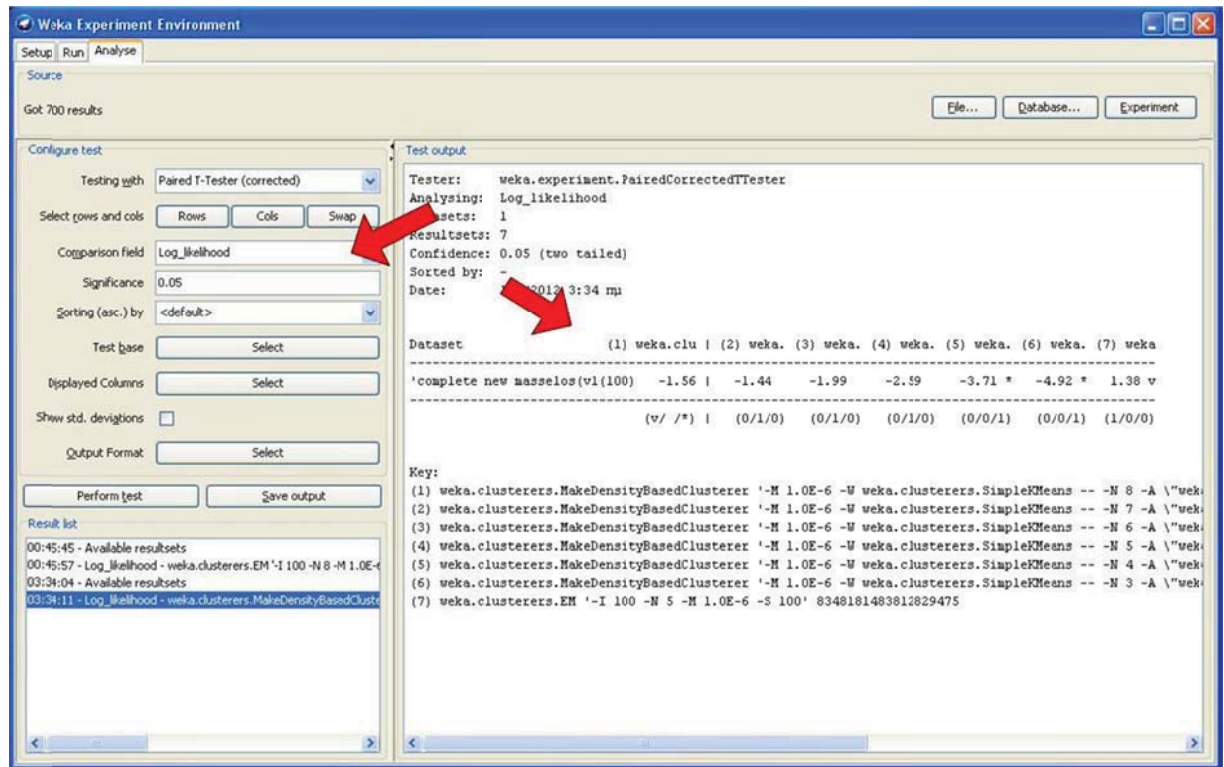 Weka Experiment Environment
Setup Run Analyse
Source
Got 700 results
File... Database... Experiment
Configure test
Testing with Paired T-Tester (corrected)
Select rows and cols Rows Cols Swap
Comparison field Log_likelihood
Significance 0.05
Sorting (asc.) by <default>
Test base Select
Displayed Columns Select
Show std. deviations
Output Format Select
Perform test Save output
Result list
00:45:45 - Available resultsets
00:45:57 - Log_likelihood - weka.clusterers.EM '-I 100 -N 8 -M 1.0E-
03:34:04 - Available resultsets
03:34:11 - Log_likelihood - weka.clusterers.MakeDensityBasedCluste
Test output
Tester: weka.experiment.PairedCorrectedTTester
Analysing: Log_likelihood
sets: 1
Resultsets: 7
Confidence: 0.05 (two tailed)
Sorted by: -
Date: 2012 3:34 πμ
Dataset (1) weka.clu | (2) weka. (3) weka. (4) weka. (5) weka. (6) weka. (7) weka
'complete new masselos(v1(100) -1.56 | -1.44 -1.99 -2.59 -3.71 * -4.92 * 1.38 v
(v/ /*) | (0/1/0) (0/1/0) (0/1/0) (0/0/1) (0/0/1) (1/0/0)
Key:
(1) weka.clusterers.MakeDensityBasedClusterer '-M 1.0E-6 -W weka.clusterers.SimpleKMeans -- -N 8 -A \"wek
(2) weka.clusterers.MakeDensityBasedClusterer '-M 1.0E-6 -W weka.clusterers.SimpleKMeans -- -N 7 -A \"wek
(3) weka.clusterers.MakeDensityBasedClusterer '-M 1.0E-6 -W weka.clusterers.SimpleKMeans -- -N 6 -A \"wek
(4) weka.clusterers.MakeDensityBasedClusterer '-M 1.0E-6 -W weka.clusterers.SimpleKMeans -- -N 5 -A \"wek
(5) weka.clusterers.MakeDensityBasedClusterer '-M 1.0E-6 -W weka.clusterers.SimpleKMeans -- -N 4 -A \"wek
(6) weka.clusterers.MakeDensityBasedClusterer '-M 1.0E-6 -W weka.clusterers.SimpleKMeans -- -N 3 -A \"wek
(7) weka.clusterers.EM '-I 100 -N 5 -M 1.0E-6 -S 100' 8348181483812829475